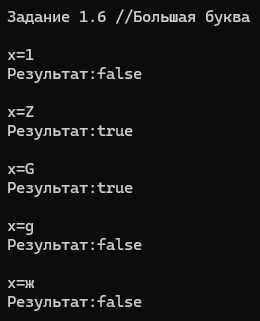 Задание 1.6 //Большая буква
x=1
Результат:false
x=Z
Результат:true
x=G
Результат:true
x=g
Результат:false
x=ж
Результат:false